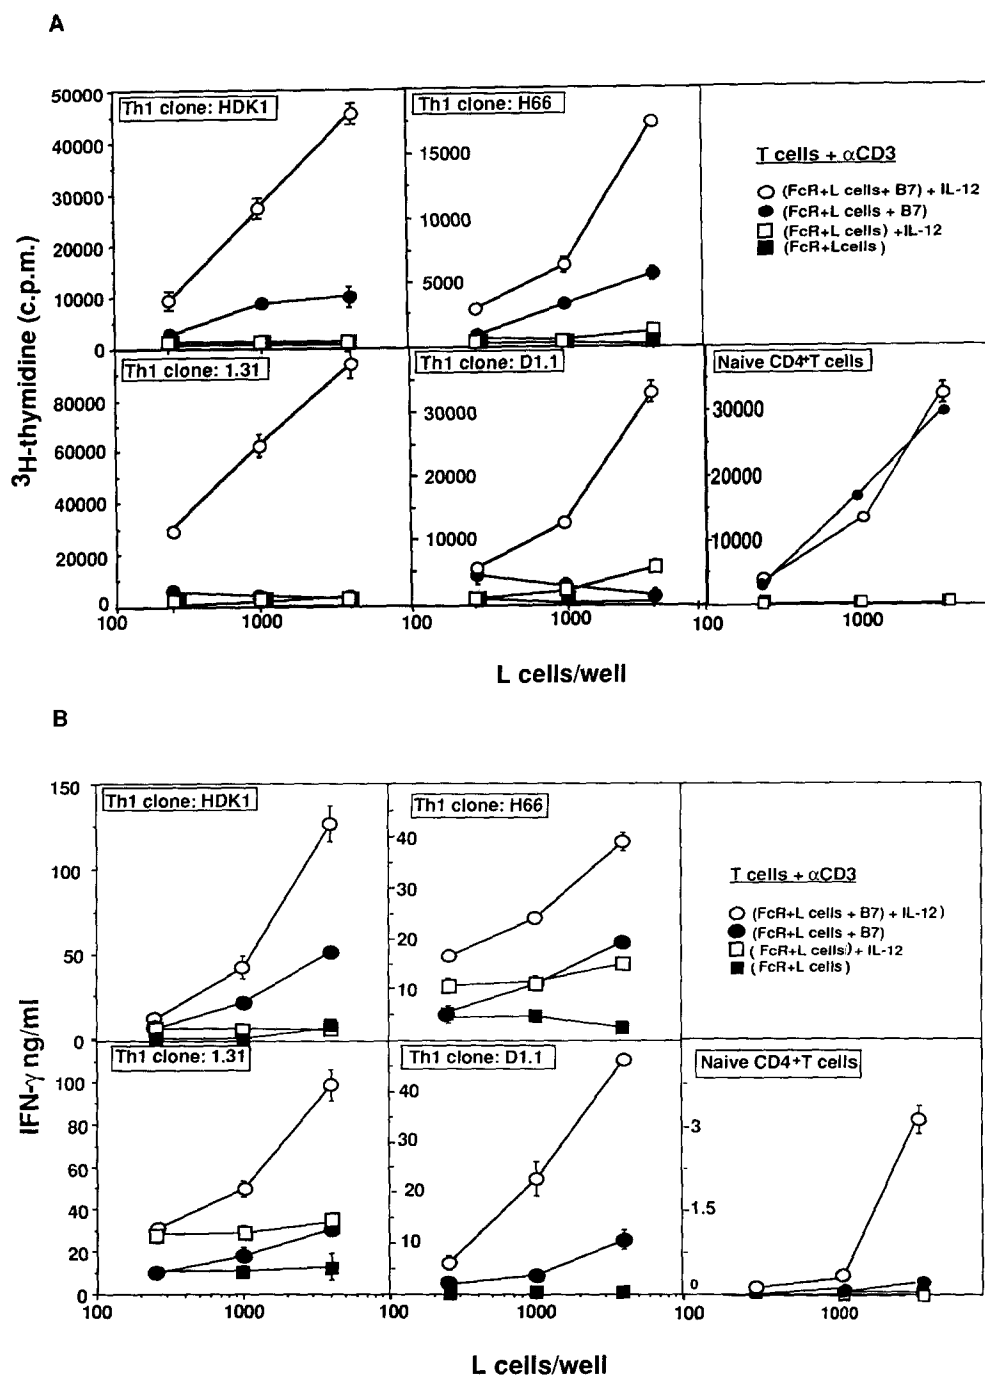 A
Th1 clone: HDK1
Th1 clone: H66
50000
40000
30000
20000
10000
0
15000
10000
5000
T cells + αCD3
(FcR+L cells+ B7) + IL-12
(FcR+L cells + B7)
(FcR+L cells) +IL-12
(FcR+Lcells)
³H-thymidine (c.p.m.)
Th1 clone: 1.31
Th1 clone: D1.1
Naive CD4⁺T cells
80000
60000
40000
20000
0
30000
20000
10000
30000
20000
10000
100 1000 100 1000 100 1000
L cells/well
B
Th1 clone: HDK1
Th1 clone: H66
150
100
50
0
40
30
20
10
T cells + αCD3
(FcR+L cells + B7) + IL-12)
(FcR+L cells + B7)
( FcR+L cells) + IL-12
( FcR+L cells)
IFN-γ ng/ml
Th1 clone: 1.31
Th1 clone: D1.1
Naive CD4⁺T cells
100
80
60
40
20
0
40
30
20
10
3
1.5
0
100 1000 100 1000 100 1000
L cells/well